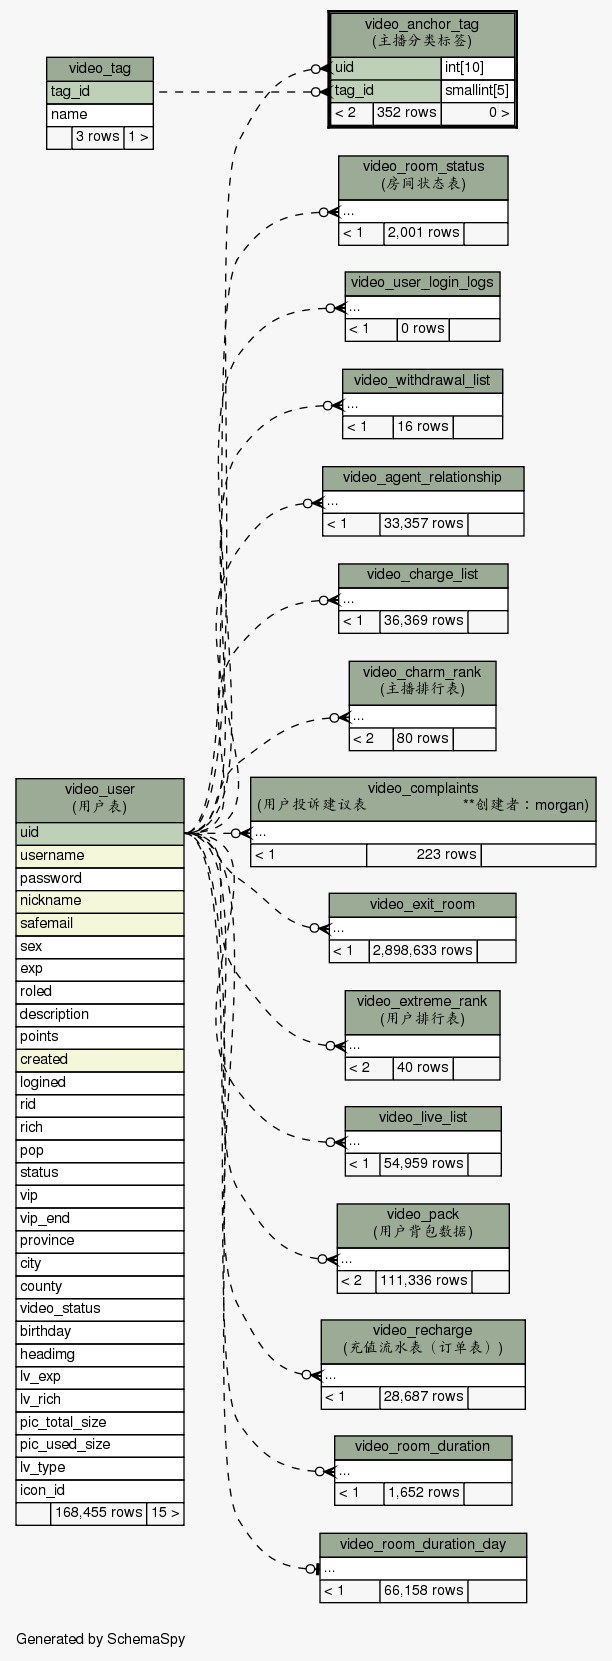 video_anchor_tag
(主播分类标签)
uid int[10]
tag_id smallint[5]
< 2 352 rows 0 >
video_tag
tag_id
name
3 rows 1 >
video_room_status
(房间状态表)
...
< 1 2,001 rows
video_user_login_logs
...
< 1 0 rows
video_withdrawal_list
...
< 1 16 rows
video_agent_relationship
...
< 1 33,357 rows
video_charge_list
...
< 1 36,369 rows
video_charm_rank
(主播排行表)
...
< 2 80 rows
video_complaints
(用户投诉建议表 **创建者：morgan)
...
< 1 223 rows
video_exit_room
...
< 1 2,898,633 rows
video_extreme_rank
(用户排行表)
...
< 2 40 rows
video_live_list
...
< 1 54,959 rows
video_pack
(用户背包数据)
...
< 2 111,336 rows
video_recharge
(充值流水表（订单表）)
...
< 1 28,687 rows
video_room_duration
...
< 1 1,652 rows
video_room_duration_day
...
< 1 66,158 rows
video_user
(用户表)
uid
username
password
nickname
safemail
sex
exp
roled
description
points
created
logined
rid
rich
pop
status
vip
vip_end
province
city
county
video_status
birthday
headimg
lv_exp
lv_rich
pic_total_size
pic_used_size
lv_type
icon_id
168,455 rows 15 >
Generated by SchemaSpy